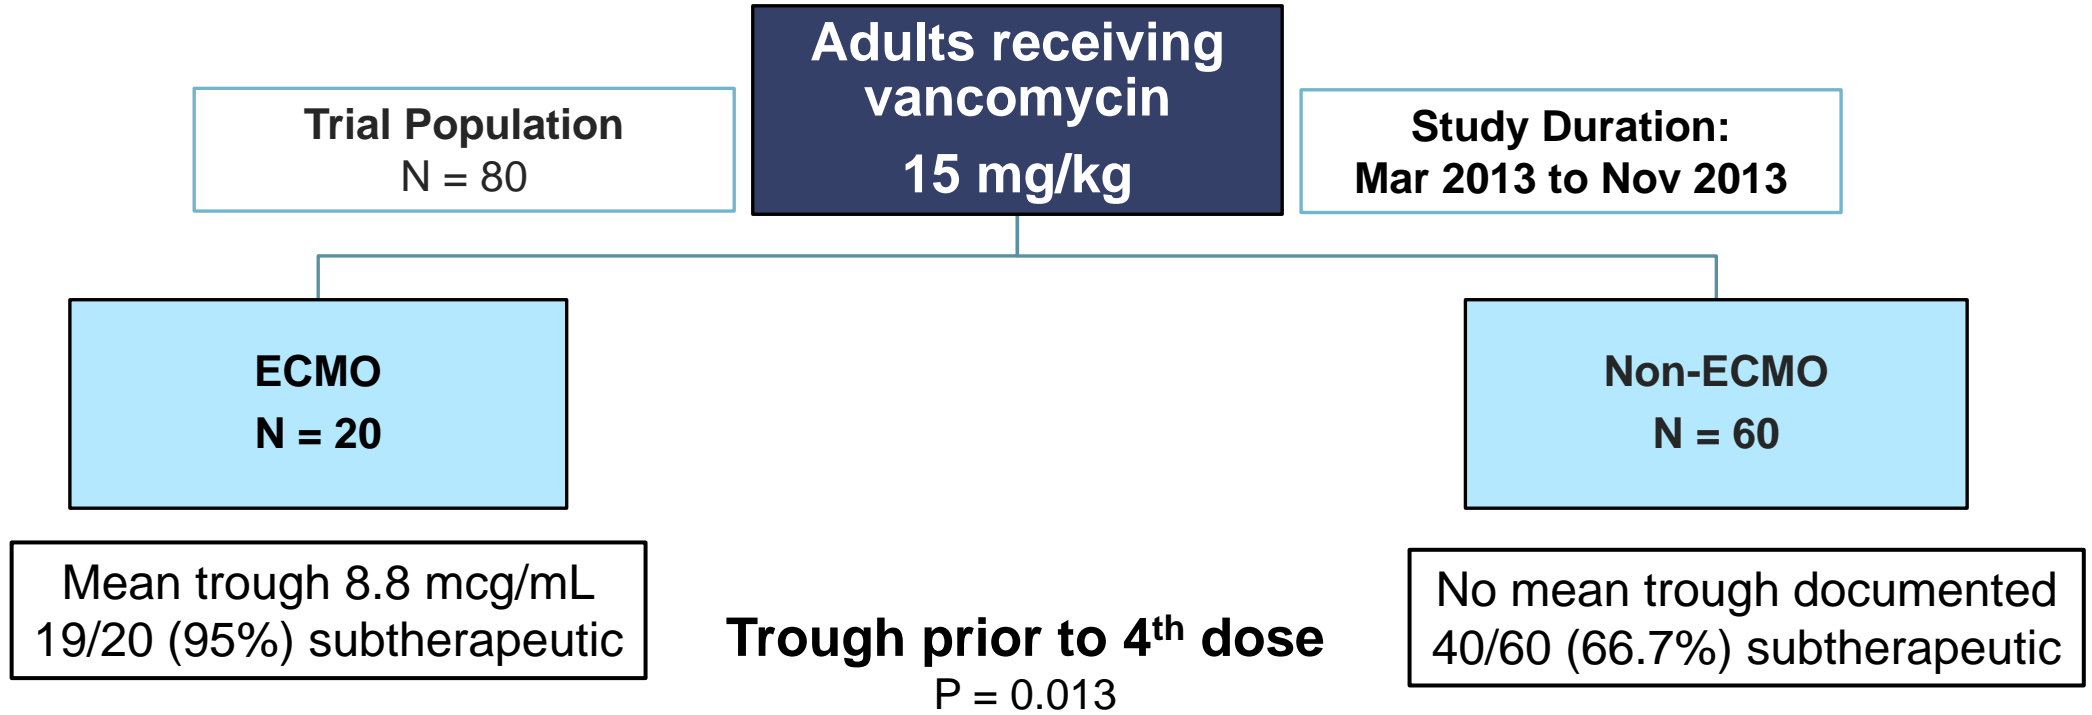 Adults receiving
vancomycin
15 mg/kg
Trial Population
N = 80
Study Duration:
Mar 2013 to Nov 2013
ECMO
N = 20
Non-ECMO
N = 60
Mean trough 8.8 mcg/mL
19/20 (95%) subtherapeutic
Trough prior to 4th dose
P = 0.013
No mean trough documented
40/60 (66.7%) subtherapeutic